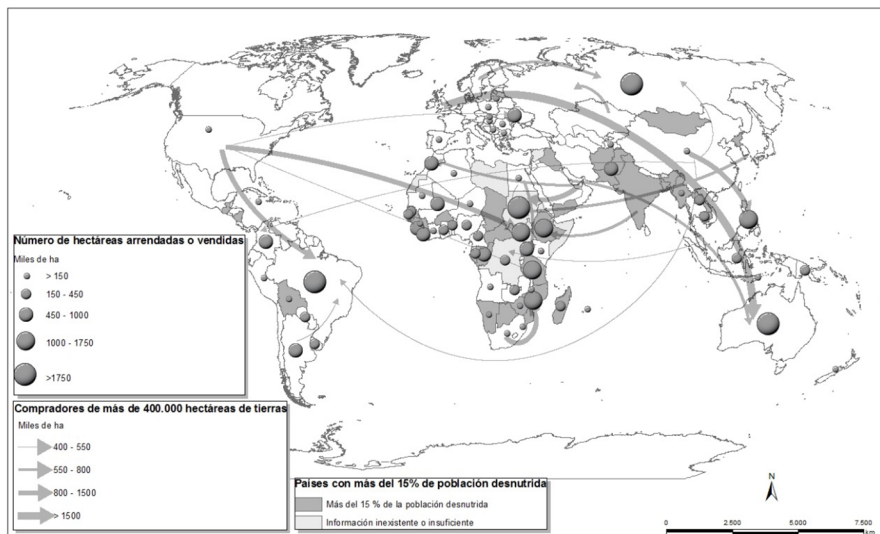 Número de hectáreas arrendadas o vendidas
Miles de ha
> 150
150 - 450
450 - 1000
1000 - 1750
>1750
Compradores de más de 400.000 hectáreas de tierras
Miles de ha
400 - 550
550 - 800
800 - 1500
> 1500
Países con más del 15% de población desnutrida
Más del 15 % de la población desnutrida
Información inexistente o insuficiente
N
0 2.500 5.000 7.500
km